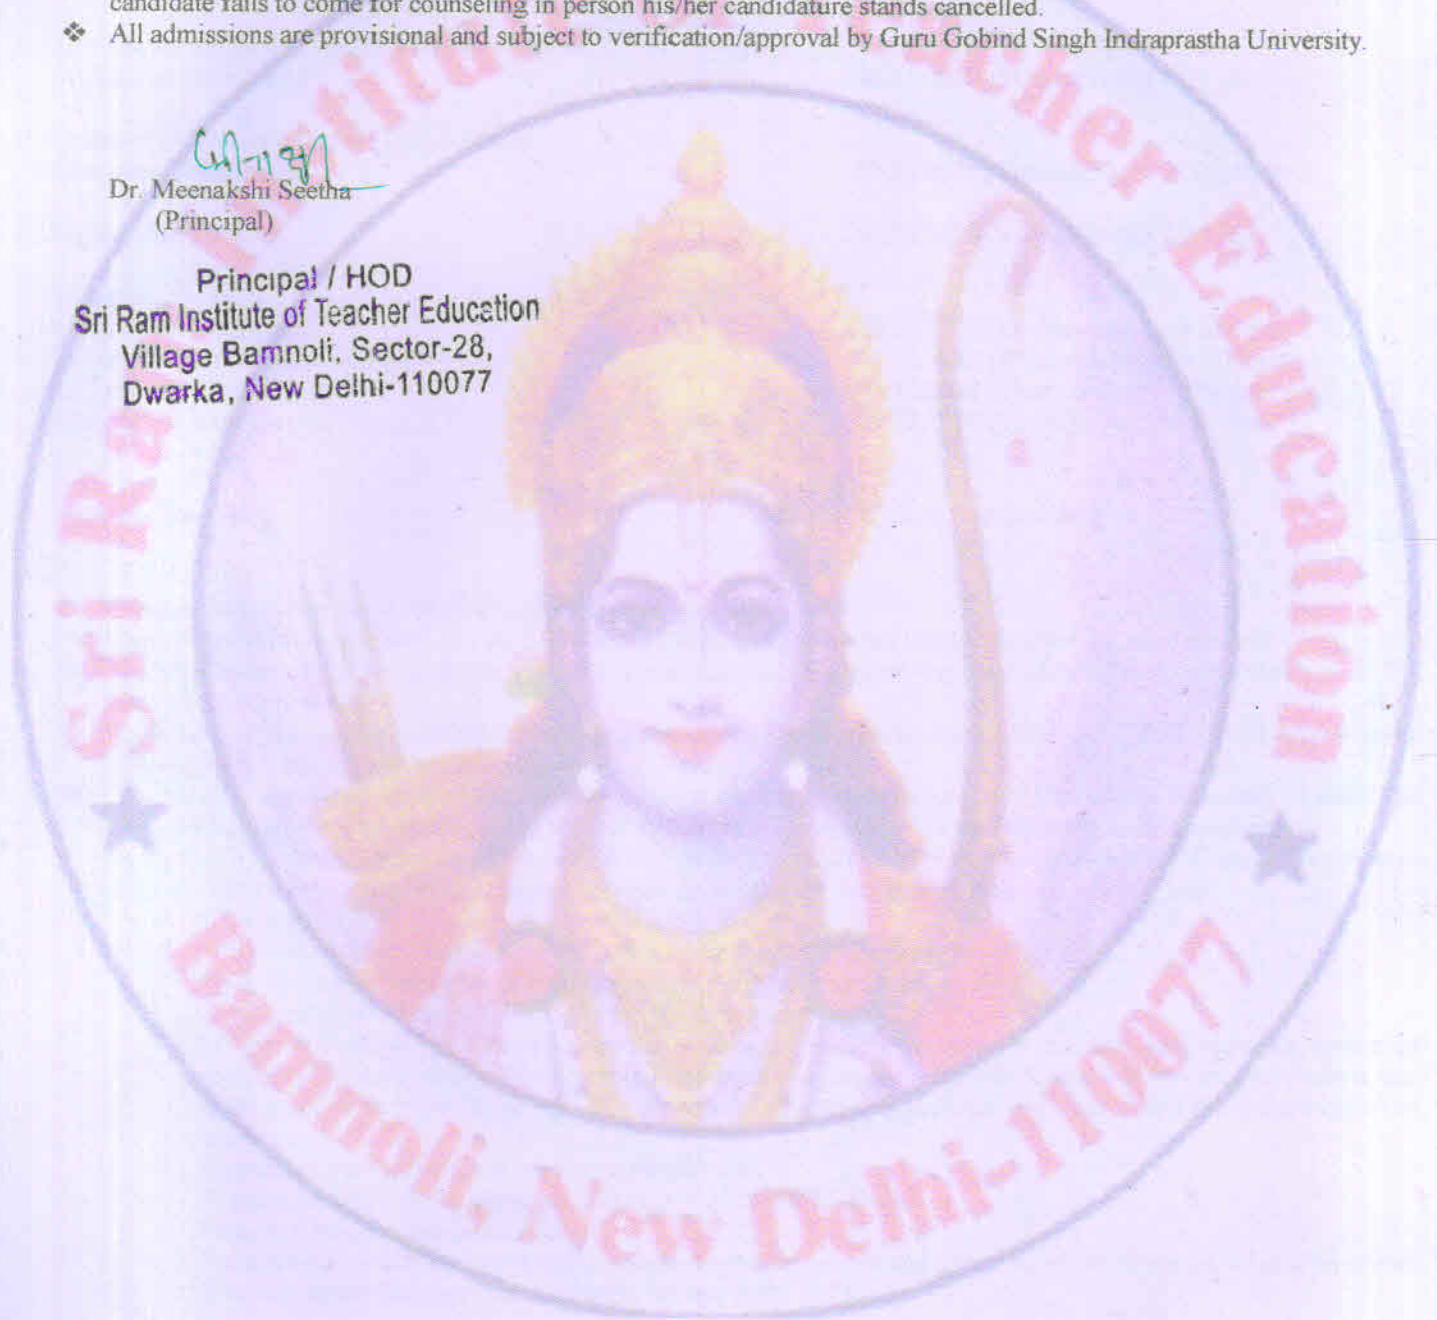 candidate fails to come for counseling in person his/her candidature stands cancelled.
❖ All admissions are provisional and subject to verification/approval by Guru Gobind Singh Indraprastha University.
मीनाक्षी
Dr. Meenakshi Seetha
(Principal)
Principal / HOD
Sri Ram Institute of Teacher Education
Village Bamnoli, Sector-28,
Dwarka, New Delhi-110077
Sri Ram Institute of Teacher Education
Bamnoli, New Delhi-110077